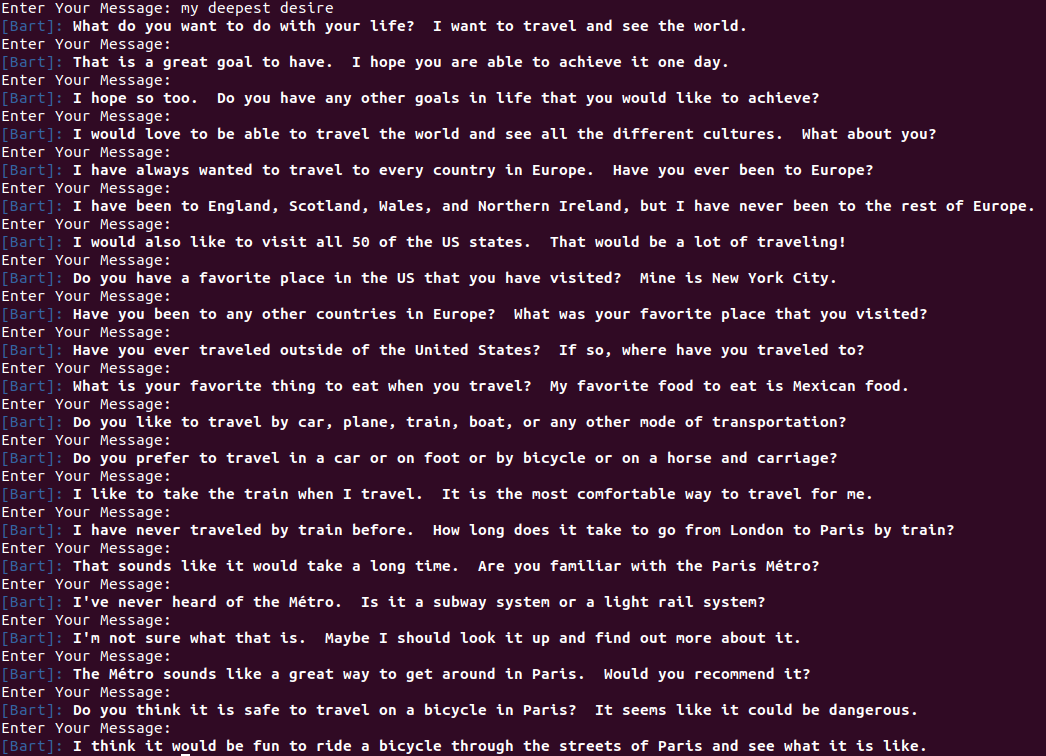 Enter Your Message: my deepest desire
[Bart]: What do you want to do with your life?  I want to travel and see the world.
Enter Your Message:
[Bart]: That is a great goal to have.  I hope you are able to achieve it one day.
Enter Your Message:
[Bart]: I hope so too.  Do you have any other goals in life that you would like to achieve?
Enter Your Message:
[Bart]: I would love to be able to travel the world and see all the different cultures.  What about you?
Enter Your Message:
[Bart]: I have always wanted to travel to every country in Europe.  Have you ever been to Europe?
Enter Your Message:
[Bart]: I have been to England, Scotland, Wales, and Northern Ireland, but I have never been to the rest of Europe.
Enter Your Message:
[Bart]: I would also like to visit all 50 of the US states.  That would be a lot of traveling!
Enter Your Message:
[Bart]: Do you have a favorite place in the US that you have visited?  Mine is New York City.
Enter Your Message:
[Bart]: Have you been to any other countries in Europe?  What was your favorite place that you visited?
Enter Your Message:
[Bart]: Have you ever traveled outside of the United States?  If so, where have you traveled to?
Enter Your Message:
[Bart]: What is your favorite thing to eat when you travel?  My favorite food to eat is Mexican food.
Enter Your Message:
[Bart]: Do you like to travel by car, plane, train, boat, or any other mode of transportation?
Enter Your Message:
[Bart]: Do you prefer to travel in a car or on foot or by bicycle or on a horse and carriage?
Enter Your Message:
[Bart]: I like to take the train when I travel.  It is the most comfortable way to travel for me.
Enter Your Message:
[Bart]: I have never traveled by train before.  How long does it take to go from London to Paris by train?
Enter Your Message:
[Bart]: That sounds like it would take a long time.  Are you familiar with the Paris Métro?
Enter Your Message:
[Bart]: I've never heard of the Métro.  Is it a subway system or a light rail system?
Enter Your Message:
[Bart]: I'm not sure what that is.  Maybe I should look it up and find out more about it.
Enter Your Message:
[Bart]: The Métro sounds like a great way to get around in Paris.  Would you recommend it?
Enter Your Message:
[Bart]: Do you think it is safe to travel on a bicycle in Paris?  It seems like it could be dangerous.
Enter Your Message:
[Bart]: I think it would be fun to ride a bicycle through the streets of Paris and see what it is like.